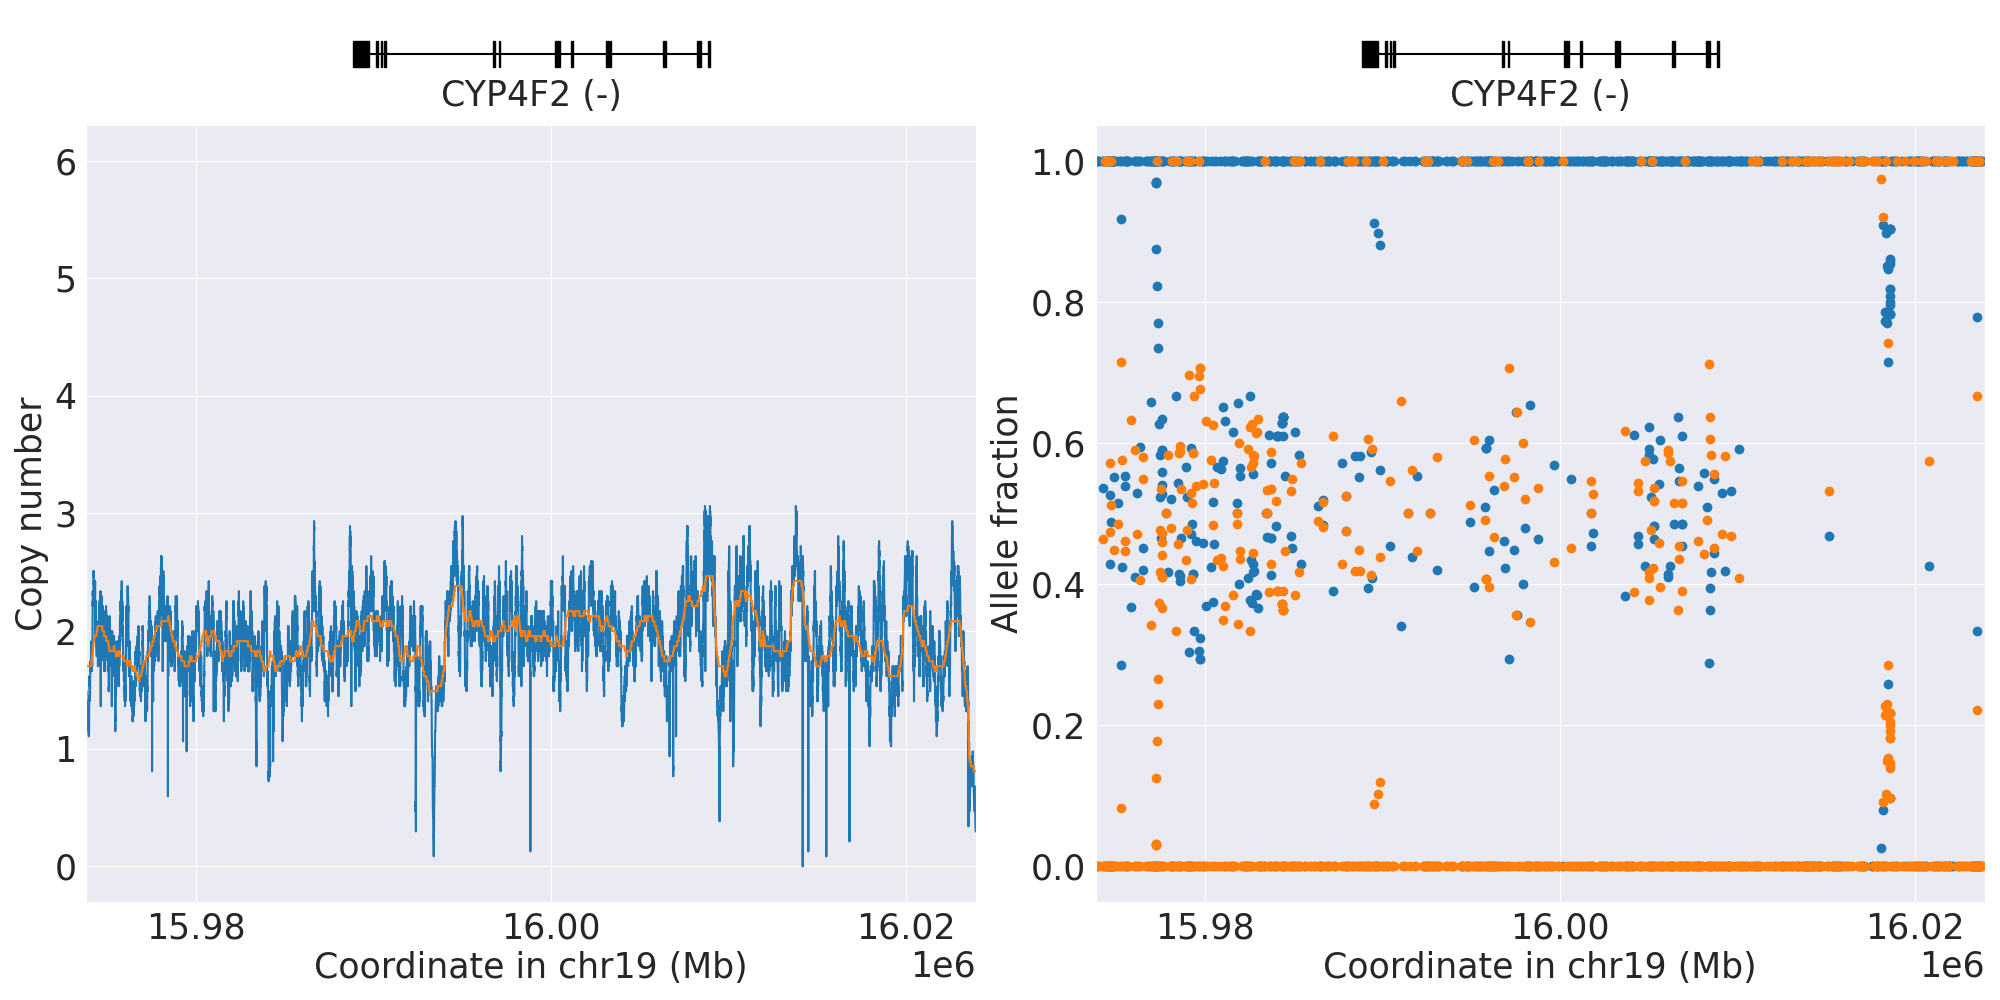 CYP4F2 (-)
6
5
4
3
2
1
0
Copy number
15.98
16.00
16.02
Coordinate in chr19 (Mb)
1e6
CYP4F2 (-)
1.0
0.8
0.6
0.4
0.2
0.0
Allele fraction
15.98
16.00
16.02
Coordinate in chr19 (Mb)
1e6